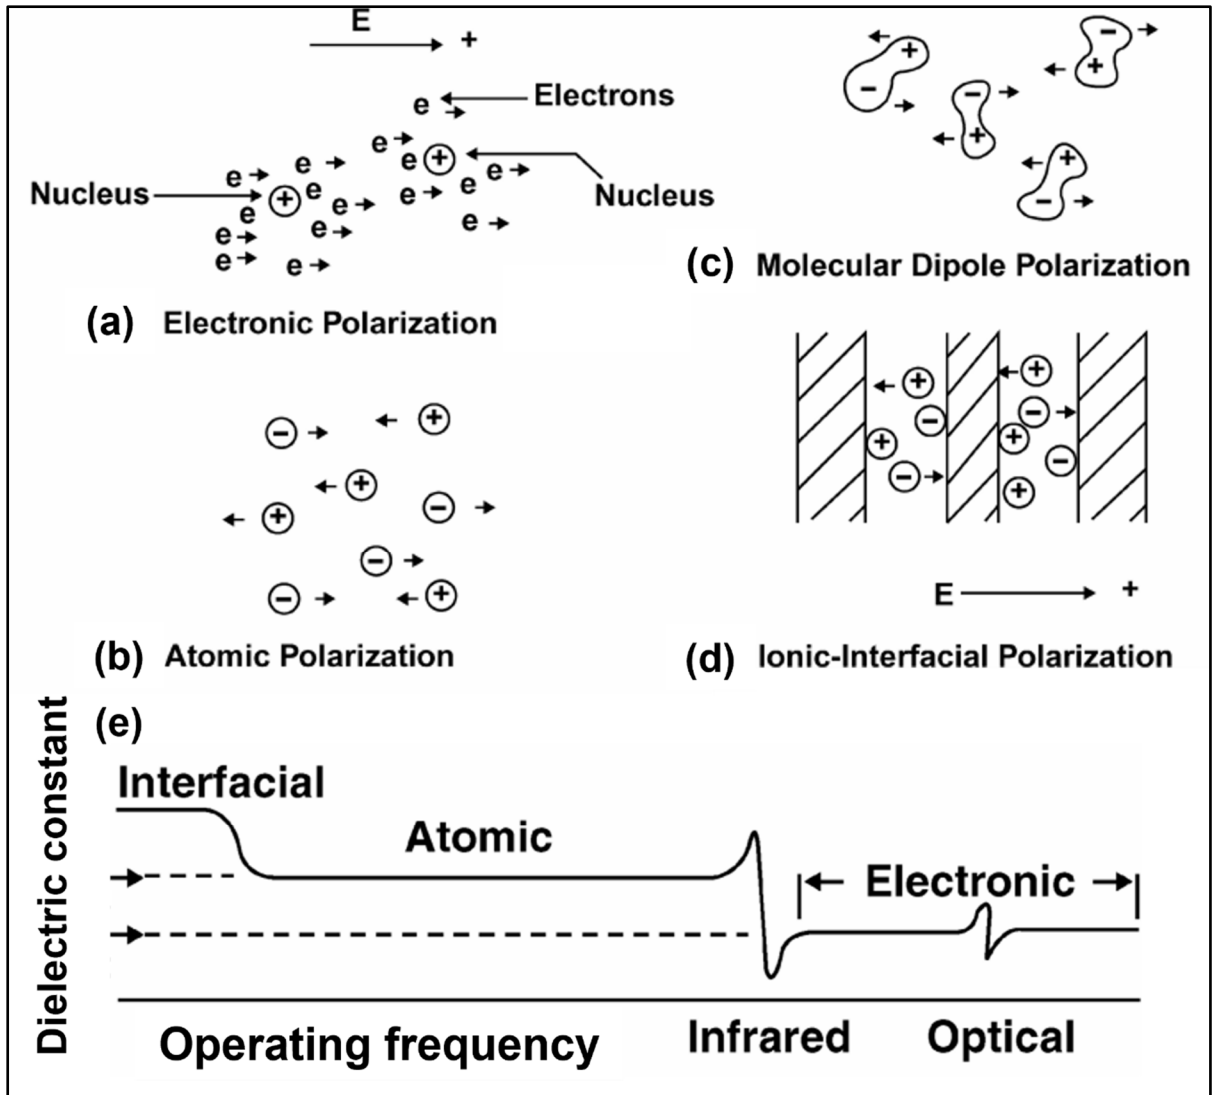 E
+
e
Electrons
e
e
+
e
e
e
Nucleus
e
+
e
e
e
e
Nucleus
e
e
e
e
e
e
(a) Electronic Polarization
- + 
+
+
-
-
- +
(b) Atomic Polarization
+
-
-
+
-
+
+
-
(c) Molecular Dipole Polarization
+
+
-
-
+
+
-
-
+
E
+
(d) Ionic-Interfacial Polarization
(e)
Dielectric constant
Interfacial
Atomic
Electronic
Operating frequency
Infrared
Optical